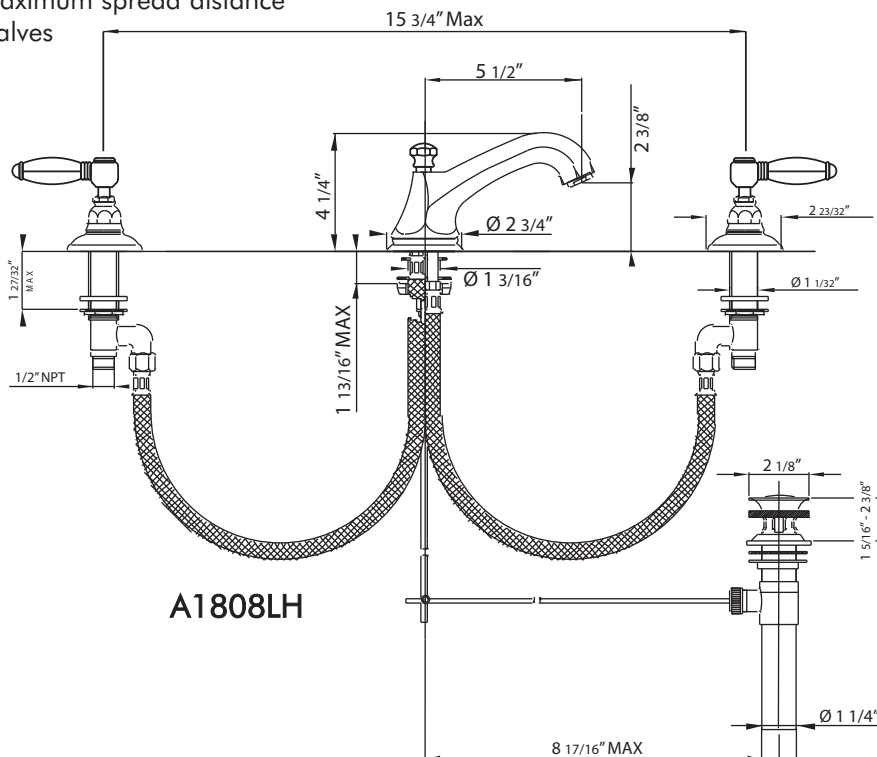 aximum spread distance
alves
15 3/4″ Max
5 1/2″
2 3/8″
4 1/4″
Ø 2 3/4″
2 23/32″
1 27/32″
MAX
Ø 1 3/16″
Ø 1 1/32″
1 13/16″ MAX
1/2″ NPT
2 1/8″
1 5/16″ - 2 3/8″
A1808LH
Ø 1 1/4″
8 17/16″ MAX